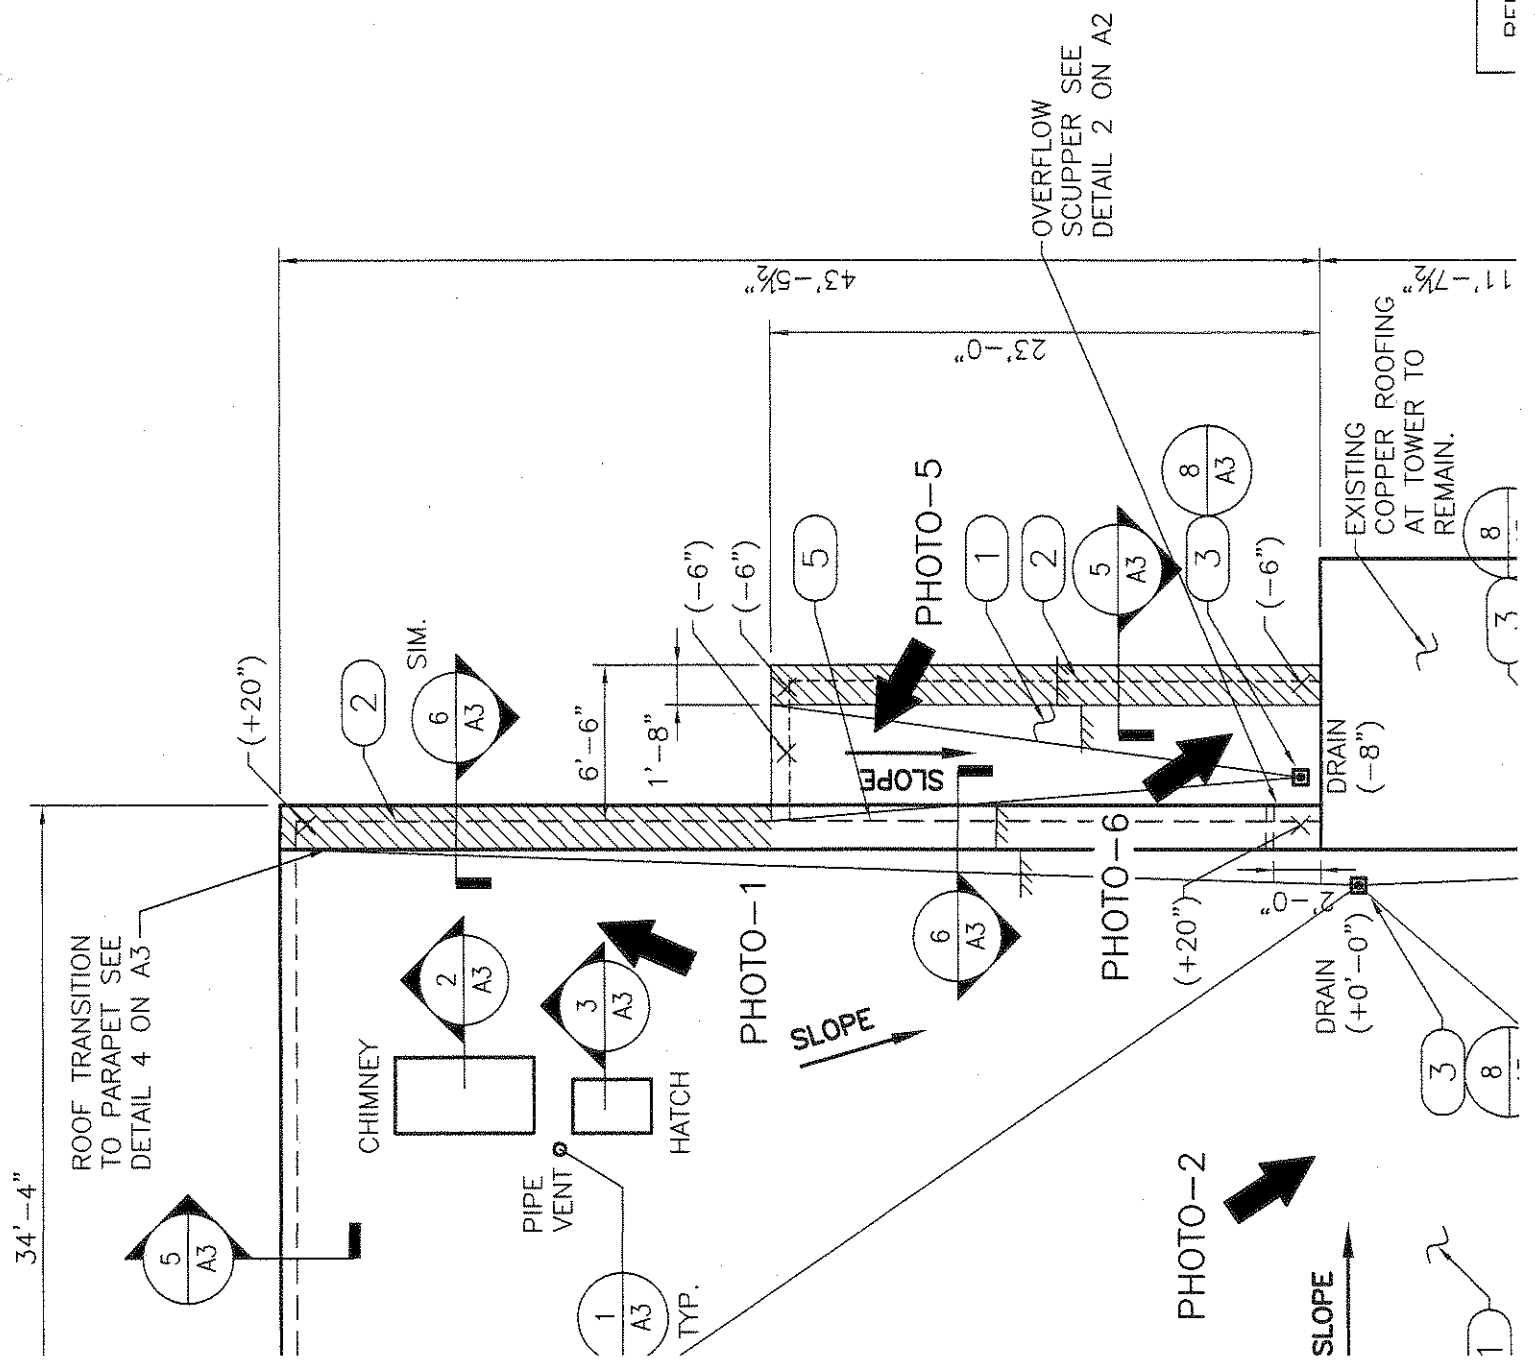 34'-4"
ROOF TRANSITION
TO PARAPET SEE
DETAIL 4 ON A3
5
A3
(+20")
2
6
A3
SIM.
CHIMNEY
2
A3
3
A3
HATCH
PIPE
VENT
1
A3
TYP.
PHOTO-1
SLOPE
6'-6"
1'-8"
(-6")
(-6")
5
SLOPE
PHOTO-5
1
2
5
A3
3
8
A3
(-6")
43'-5½"
23'-0"
11'-7½"
OVERFLOW
SCUPPER SEE
DETAIL 2 ON A2
EXISTING
COPPER ROOFING
AT TOWER TO
REMAIN.
8
3
DRAIN
(-8")
6
A3
PHOTO-6
(+20")
2'-0"
DRAIN
(+0'-0")
3
8
PHOTO-2
SLOPE
1